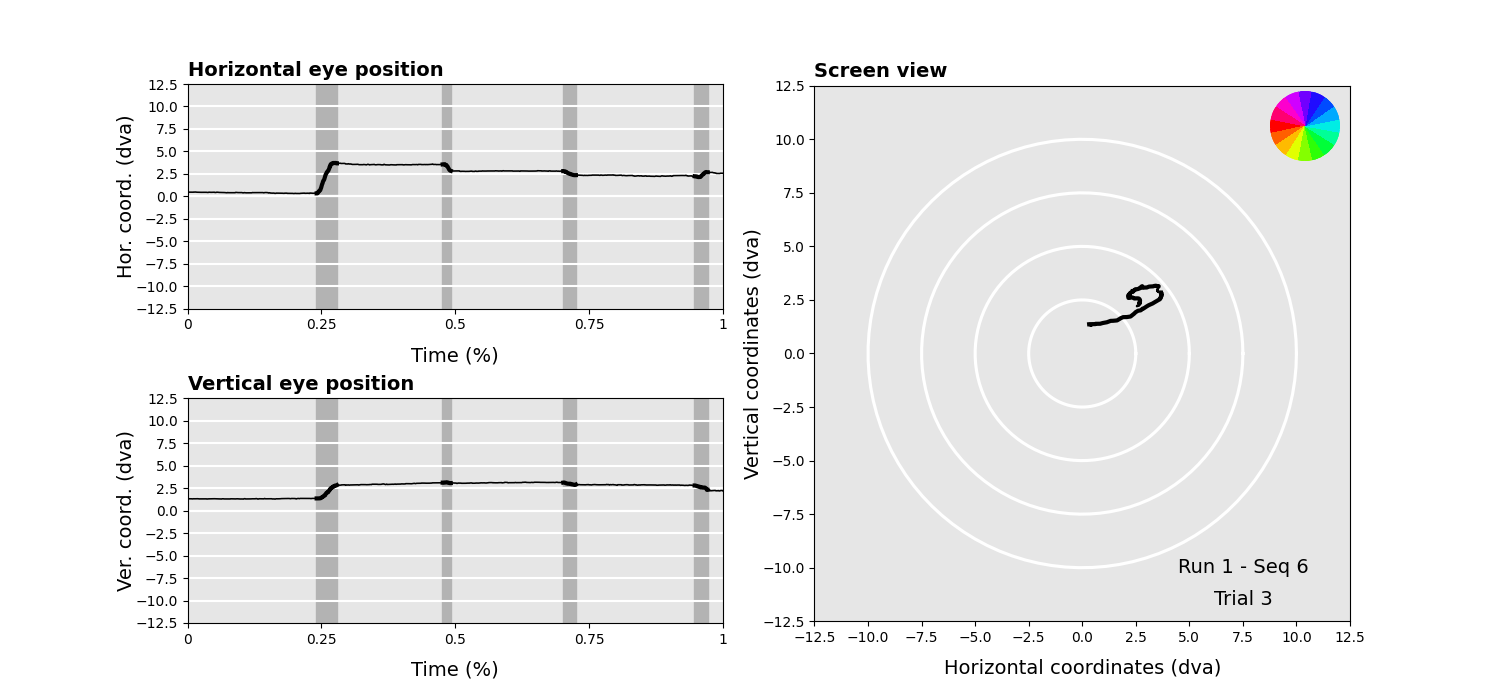 Horizontal eye position
Hor. coord. (dva)
12.5
10.0
7.5
5.0
2.5
0.0
−2.5
−5.0
−7.5
−10.0
−12.5
0 0.25 0.5 0.75 1
Time (%)
Vertical eye position
Ver. coord. (dva)
12.5
10.0
7.5
5.0
2.5
0.0
−2.5
−5.0
−7.5
−10.0
−12.5
0 0.25 0.5 0.75 1
Time (%)
Screen view
Vertical coordinates (dva)
12.5
10.0
7.5
5.0
2.5
0.0
−2.5
−5.0
−7.5
−10.0
−12.5
Run 1 - Seq 6
Trial 3
−12.5 −10.0 −7.5 −5.0 −2.5 0.0 2.5 5.0 7.5 10.0 12.5
Horizontal coordinates (dva)